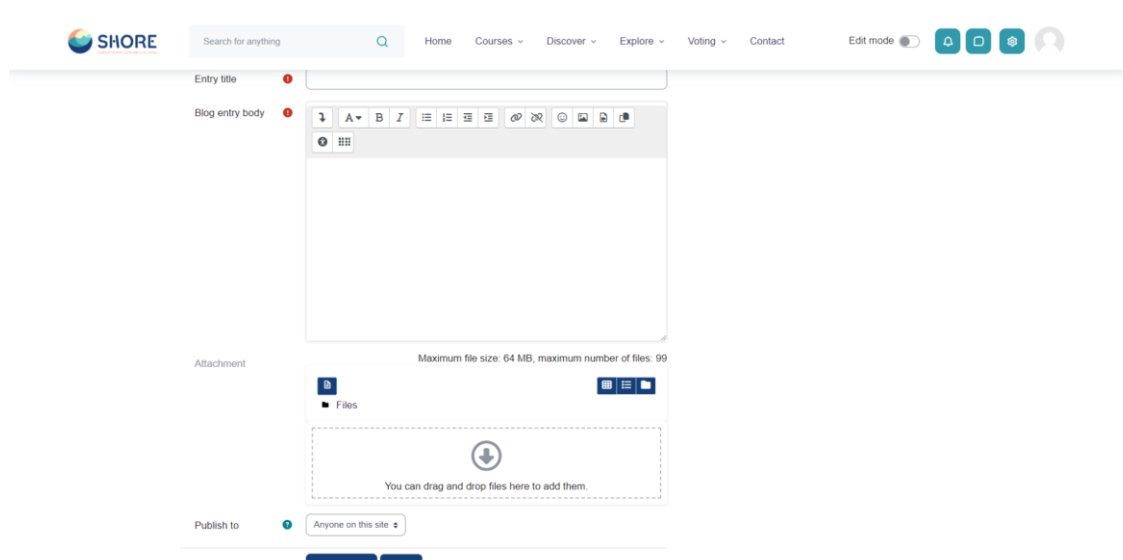 SHORE
Search for anything
Home Courses Discover Explore Voting Contact
Edit mode
Entry title
Blog entry body
A B I
Attachment
Maximum file size: 64 MB, maximum number of files: 99
Files
You can drag and drop files here to add them.
Publish to
Anyone on this site